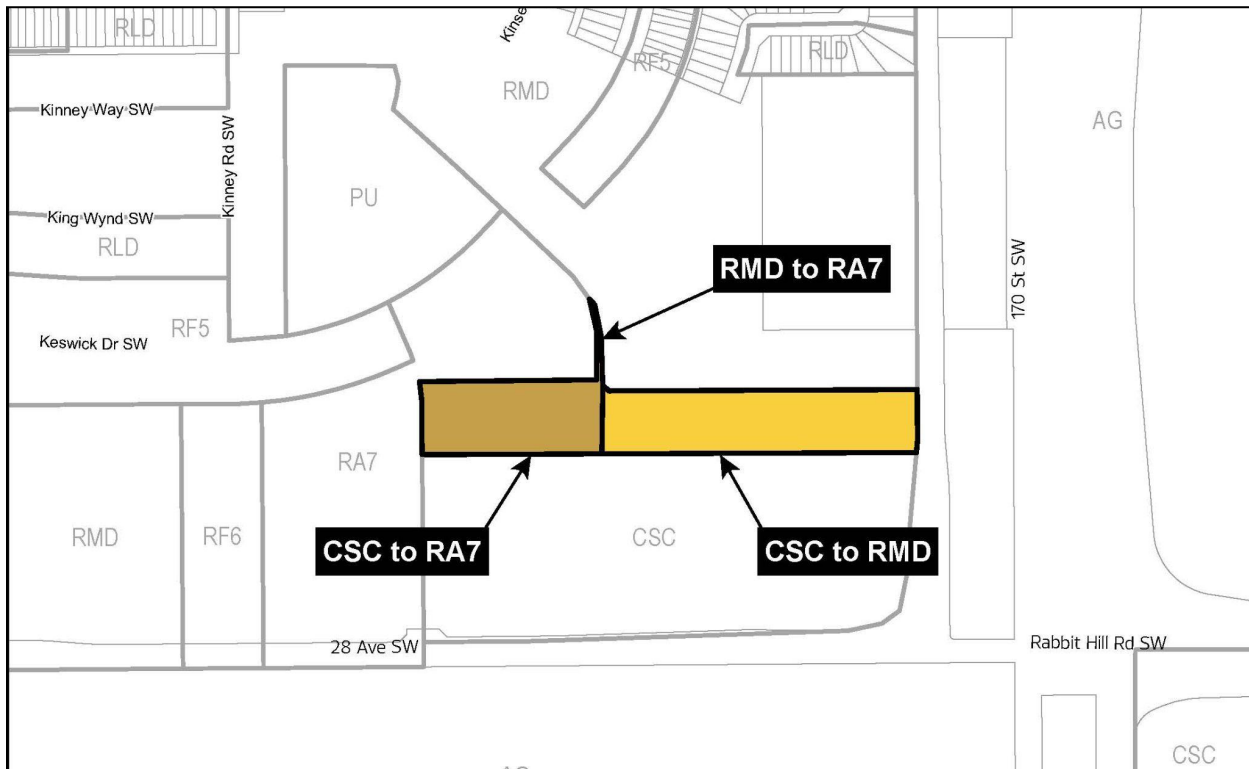 RLD
Kinse
RLD
RF5
RMD
Kinney Way SW
AG
Kinney Rd SW
PU
King Wynd SW
RLD
RMD to RA7
170 St SW
RF5
Keswick Dr SW
RA7
RMD
RF6
CSC
CSC to RA7
CSC to RMD
28 Ave SW
Rabbit Hill Rd SW
CSC